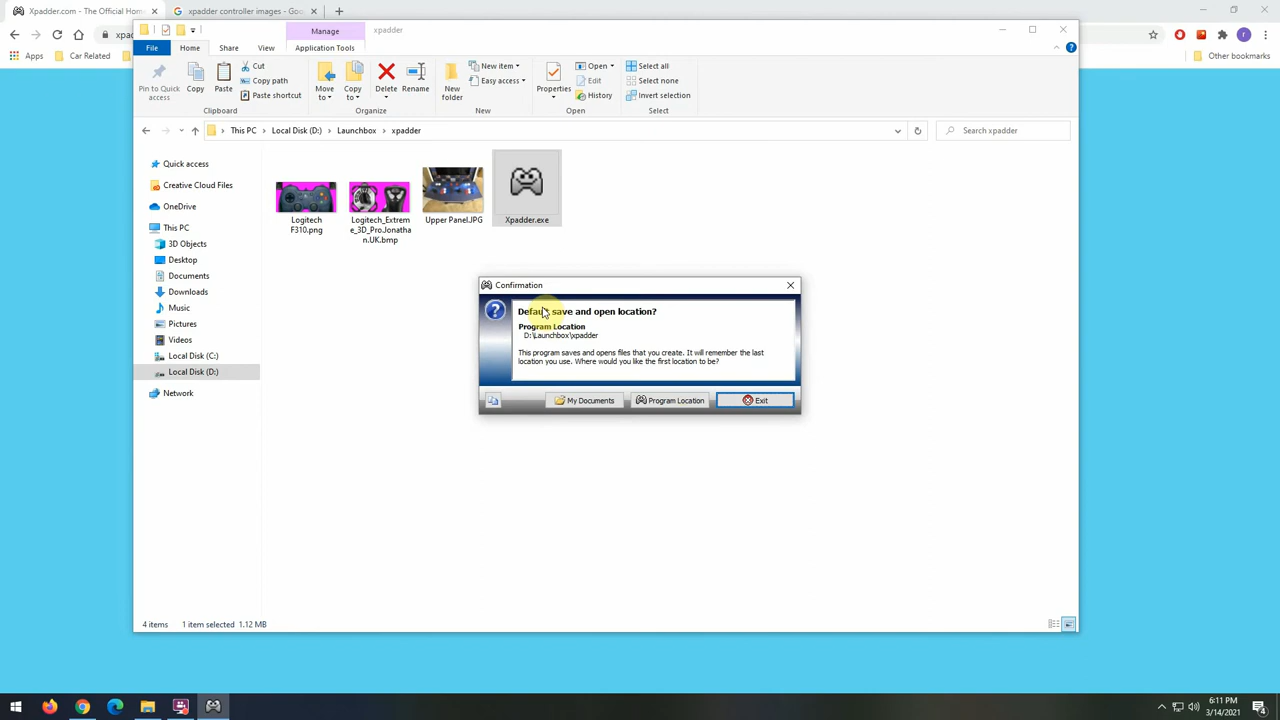 Xpadder.com - The Official Hom
xpadder controller images - Goo
Manage
xpadder
File
Home
Share
View
Application Tools
xpad
Apps
Car Related
Other bookmarks
r
Pin to Quick access
Copy
Paste
Cut
Copy path
Paste shortcut
Move to
Copy to
Delete
Rename
New folder
New item
Easy access
Properties
Open
Edit
History
Select all
Select none
Invert selection
Clipboard
Organize
New
Open
Select
This PC
Local Disk (D:)
Launchbox
xpadder
Search xpadder
Quick access
Creative Cloud Files
OneDrive
This PC
3D Objects
Desktop
Documents
Downloads
Music
Pictures
Videos
Local Disk (C:)
Local Disk (D:)
Network
Logitech
F310.png
Logitech_Extrem
e_3D_ProJonatha
n.UK.bmp
Upper Panel.JPG
Xpadder.exe
Confirmation
Default save and open location?
Program Location
D:\Launchbox\xpadder
This program saves and opens files that you create. It will remember the last
location you use. Where would you like the first location to be?
My Documents
Program Location
Exit
4 items
1 item selected 1.12 MB
6:11 PM
3/14/2021
4